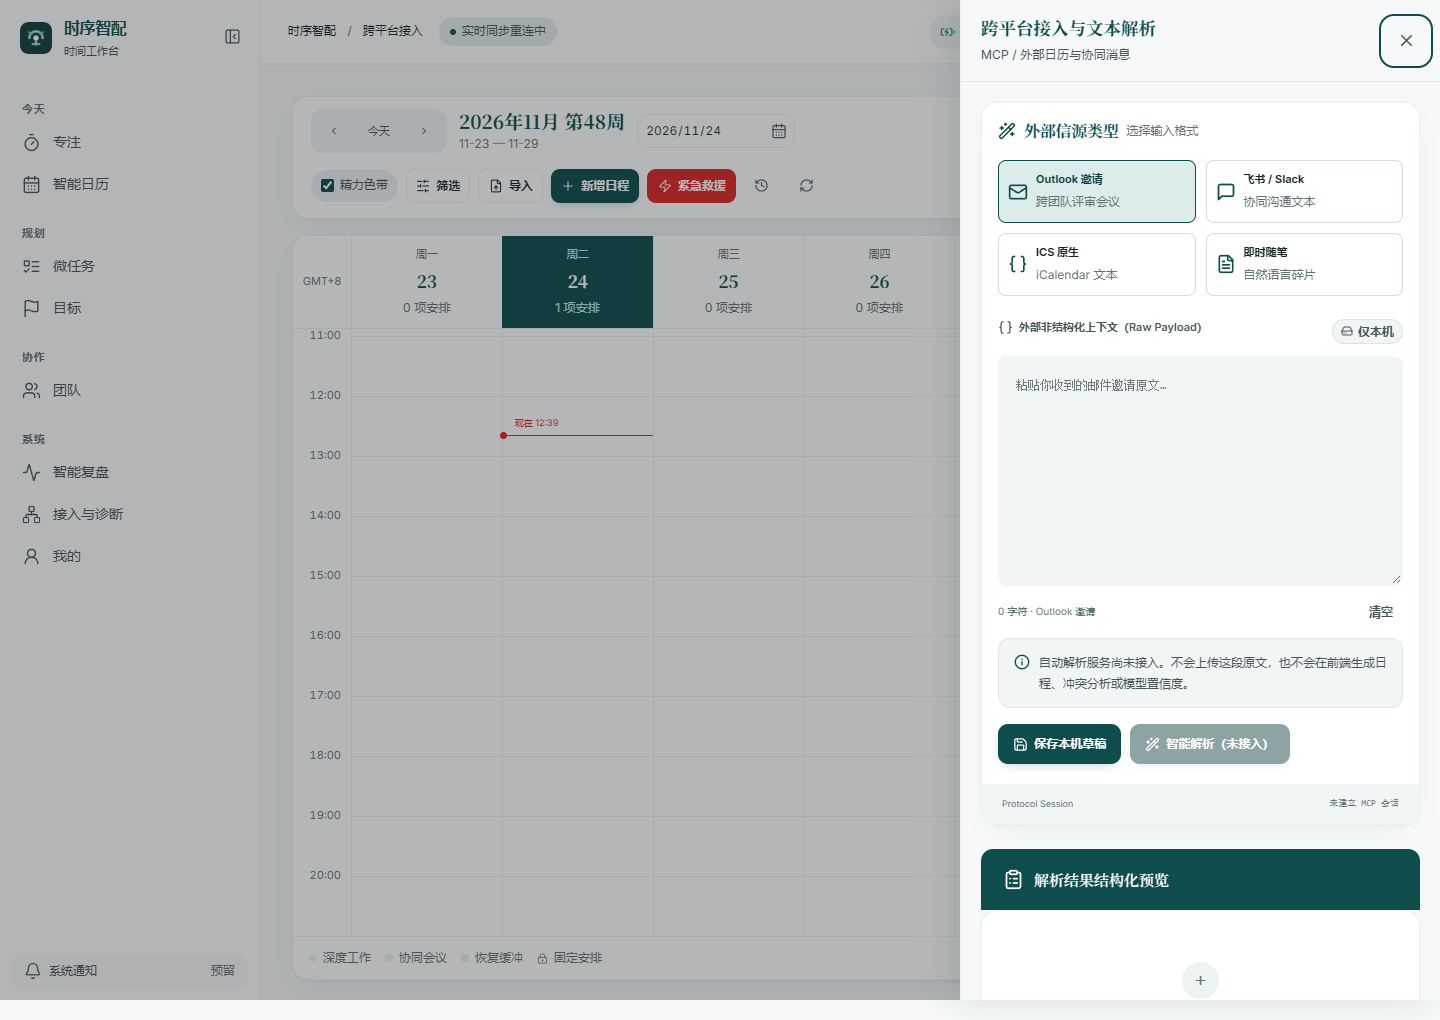 时序智配
时间工作台
今天
专注
智能日历
规划
微任务
目标
协作
团队
系统
智能复盘
接入与诊断
我的
系统通知
预留
时序智配 / 跨平台接入
实时同步重连中
今天
2026年11月 第48周
11-23 — 11-29
2026/11/24
精力色带
筛选
导入
新增日程
紧急救援
GMT+8
周一
23
0 项安排
周二
24
1 项安排
周三
25
0 项安排
周四
26
0 项安排
11:00
12:00
现在 12:39
13:00
14:00
15:00
16:00
17:00
18:00
19:00
20:00
深度工作
协同会议
恢复缓冲
固定安排
跨平台接入与文本解析
MCP / 外部日历与协同消息
外部信源类型 选择输入格式
Outlook 邀请
跨团队评审会议
飞书 / Slack
协同沟通文本
ICS 原生
iCalendar 文本
即时随笔
自然语言碎片
外部非结构化上下文（Raw Payload）
仅本机
粘贴你收到的邮件邀请原文...
0 字符 · Outlook 邀请
清空
自动解析服务尚未接入。不会上传这段原文，也不会在前端生成日
程、冲突分析或模型置信度。
保存本机草稿
智能解析（未接入）
Protocol Session
未建立 MCP 会话
解析结果结构化预览